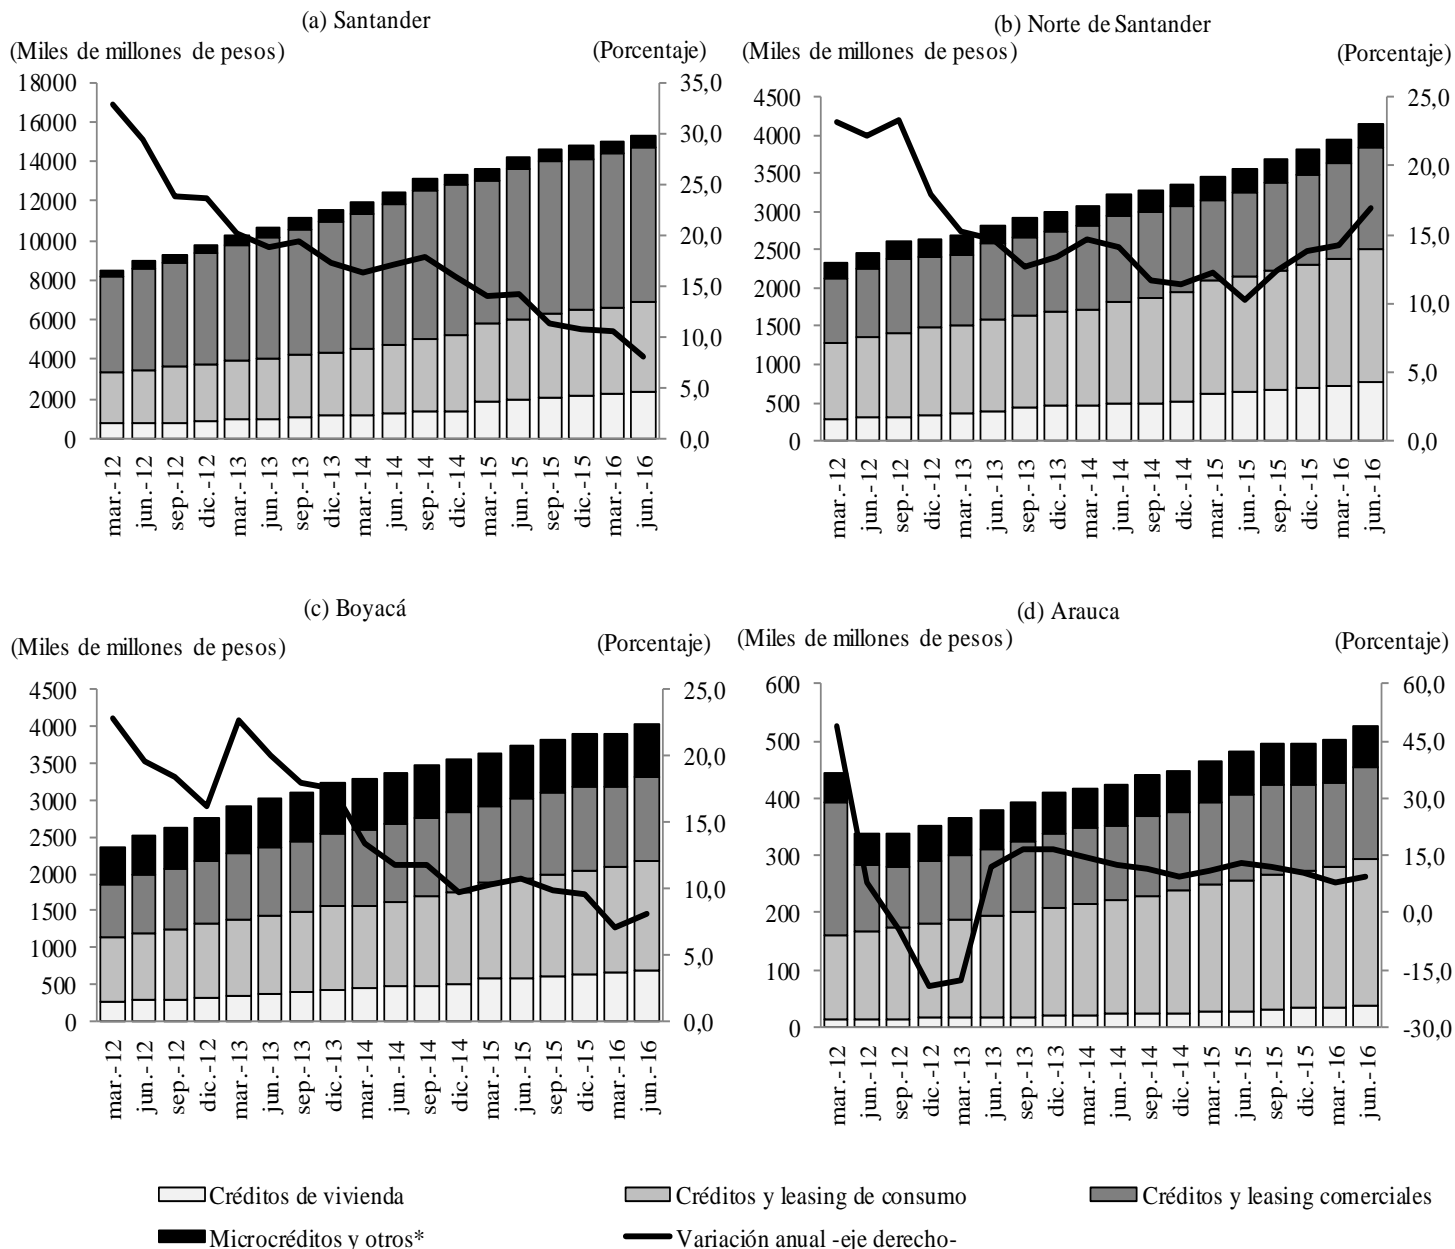 (a) Santander
(Miles de millones de pesos) (Porcentaje)
18000
16000
14000
12000
10000
8000
6000
4000
2000
0
35,0
30,0
25,0
20,0
15,0
10,0
5,0
0,0
mar.-12
jun.-12
sep.-12
dic.-12
mar.-13
jun.-13
sep.-13
dic.-13
mar.-14
jun.-14
sep.-14
dic.-14
mar.-15
jun.-15
sep.-15
dic.-15
mar.-16
jun.-16
(b) Norte de Santander
(Miles de millones de pesos) (Porcentaje)
4500
4000
3500
3000
2500
2000
1500
1000
500
0
25,0
20,0
15,0
10,0
5,0
0,0
mar.-12
jun.-12
sep.-12
dic.-12
mar.-13
jun.-13
sep.-13
dic.-13
mar.-14
jun.-14
sep.-14
dic.-14
mar.-15
jun.-15
sep.-15
dic.-15
mar.-16
jun.-16
(c) Boyacá
(Miles de millones de pesos) (Porcentaje)
4500
4000
3500
3000
2500
2000
1500
1000
500
0
25,0
20,0
15,0
10,0
5,0
0,0
mar.-12
jun.-12
sep.-12
dic.-12
mar.-13
jun.-13
sep.-13
dic.-13
mar.-14
jun.-14
sep.-14
dic.-14
mar.-15
jun.-15
sep.-15
dic.-15
mar.-16
jun.-16
(d) Arauca
(Miles de millones de pesos) (Porcentaje)
600
500
400
300
200
100
0
60,0
45,0
30,0
15,0
0,0
-15,0
-30,0
mar.-12
jun.-12
sep.-12
dic.-12
mar.-13
jun.-13
sep.-13
dic.-13
mar.-14
jun.-14
sep.-14
dic.-14
mar.-15
jun.-15
sep.-15
dic.-15
mar.-16
jun.-16
Créditos de vivienda Créditos y leasing de consumo Créditos y leasing comerciales
Microcréditos y otros* Variación anual -eje derecho-